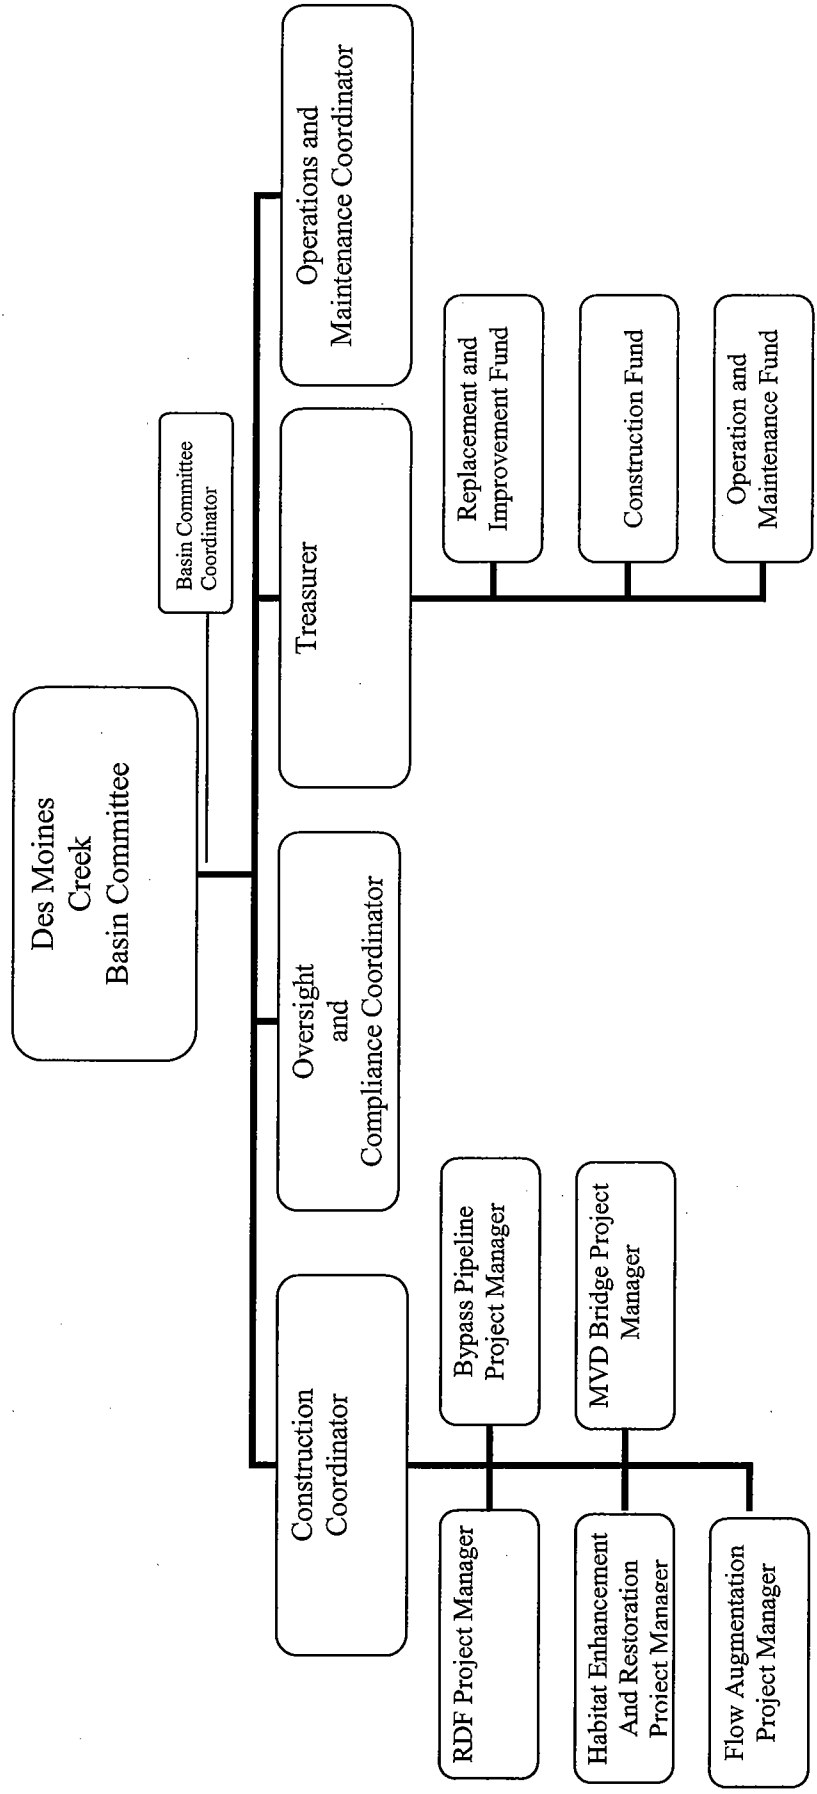 Des Moines
Creek
Basin Committee
Basin Committee
Coordinator
Construction
Coordinator
Oversight
and
Compliance Coordinator
Treasurer
Operations and
Maintenance Coordinator
RDF Project Manager
Bypass Pipeline
Project Manager
Habitat Enhancement
And Restoration
Project Manager
MVD Bridge Project
Manager
Flow Augmentation
Project Manager
Replacement and
Improvement Fund
Construction Fund
Operation and
Maintenance Fund